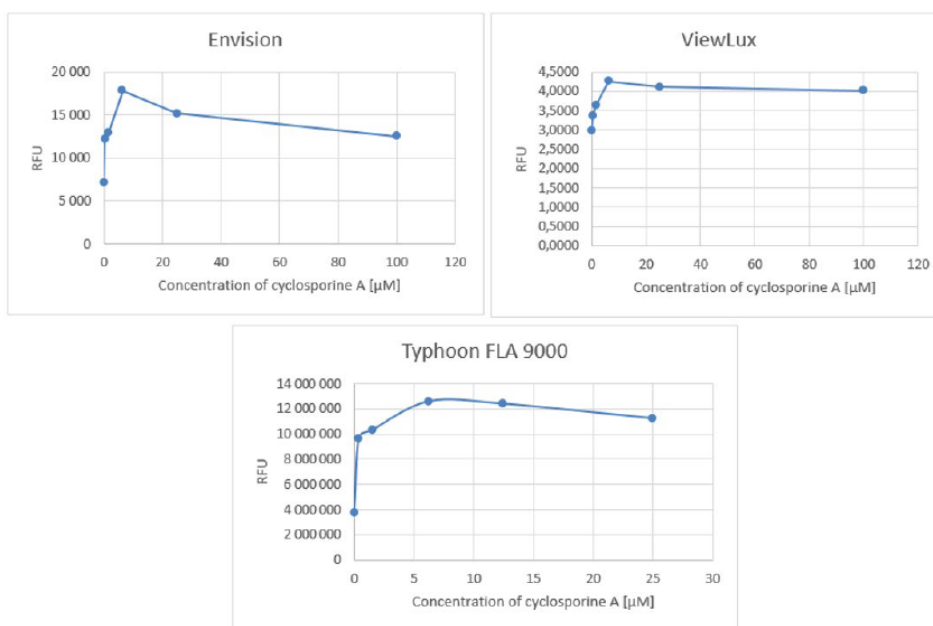 Envision
20 000
15 000
10 000
5 000
0
RFU
0 20 40 60 80 100 120
Concentration of cyclosporine A [µM]
ViewLux
4,5000
4,0000
3,5000
3,0000
2,5000
2,0000
1,5000
1,0000
0,5000
0,0000
RFU
0 20 40 60 80 100 120
Concentration of cyclosporine A [µM]
Typhoon FLA 9000
14 000 000
12 000 000
10 000 000
8 000 000
6 000 000
4 000 000
2 000 000
0
RFU
0 5 10 15 20 25 30
Concentration of cyclosporine A [µM]